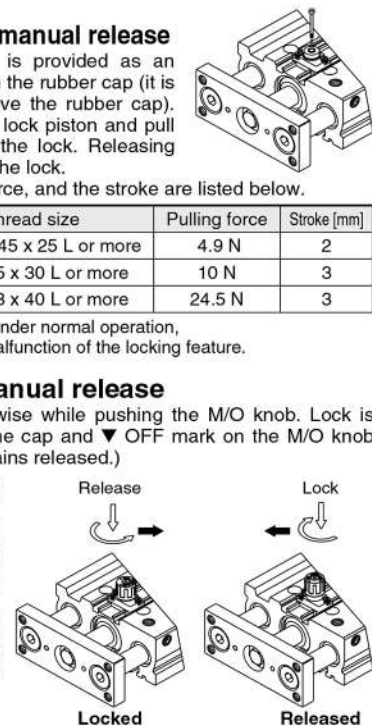 manual release
is provided as an
the rubber cap (it is
ve the rubber cap).
lock piston and pull
the lock. Releasing
he lock.
rce, and the stroke are listed below.
hread size Pulling force Stroke [mm]
45 x 25 L or more 4.9 N 2
5 x 30 L or more 10 N 3
x 40 L or more 24.5 N 3
nder normal operation,
alfunction of the locking feature.
anual release
wise while pushing the M/O knob. Lock is
ne cap and ▼ OFF mark on the M/O knob
ains released.)
Release Lock
Locked Released